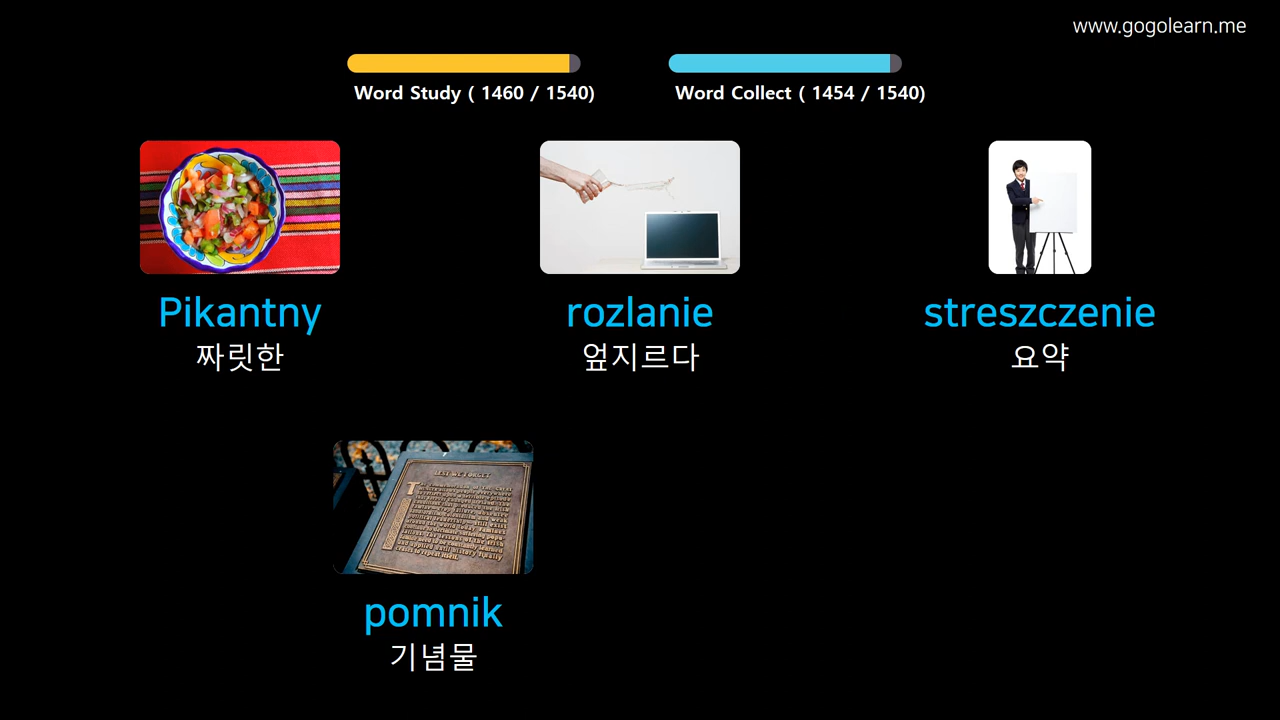 www.gogolearn.me
Word Study ( 1460 / 1540)
Word Collect ( 1454 / 1540)
Pikantny
짜릿한
rozlanie
엎지르다
streszczenie
요약
LEST WE FORGET
pomnik
기념물